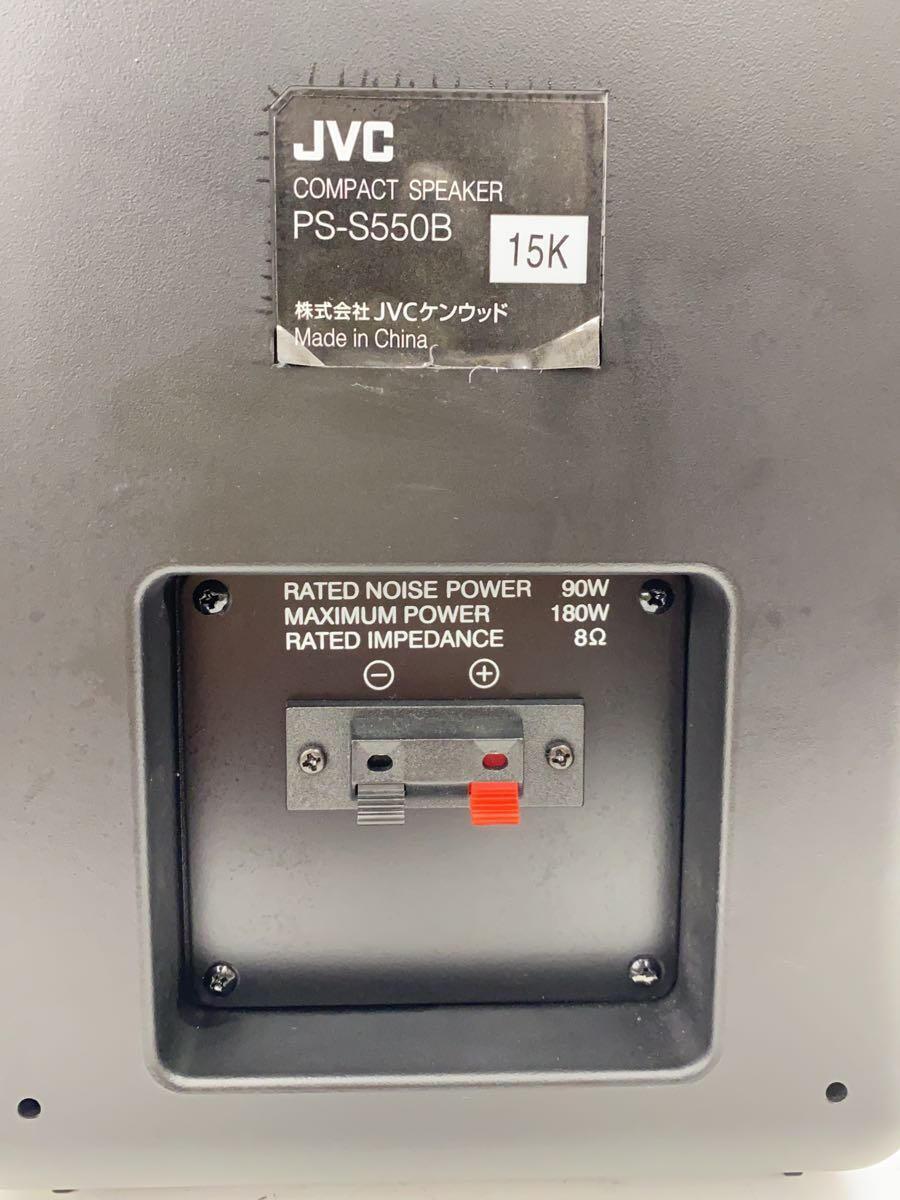 JVC
COMPACT SPEAKER
PS-S550B
15K
株式会社JVCケンウッド
Made in China
RATED NOISE POWER 90W
MAXIMUM POWER 180W
RATED IMPEDANCE 8Ω
⊖ ⊕